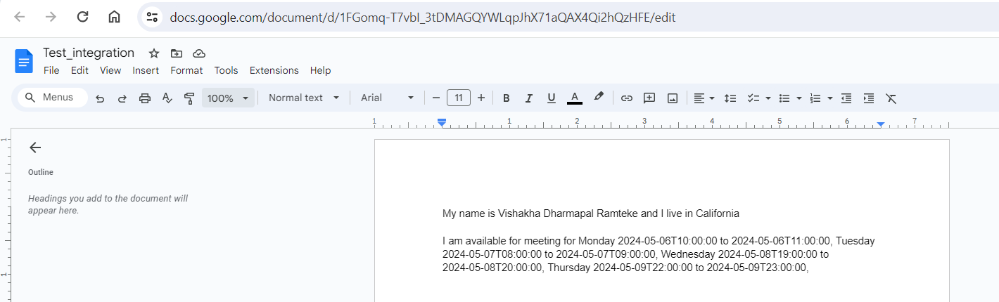 docs.google.com/document/d/1FGomq-T7vbI_3tDMAGQYWLqpJhX71aQAX4Qi2hQzHFE/edit
Test_integration
File Edit View Insert Format Tools Extensions Help
Menus 100% Normal text Arial 11 B I U A
1 1 2 3 4 5 6 7
1
Outline
Headings you add to the document will
appear here.
My name is Vishakha Dharmapal Ramteke and I live in California
I am available for meeting for Monday 2024-05-06T10:00:00 to 2024-05-06T11:00:00, Tuesday
2024-05-07T08:00:00 to 2024-05-07T09:00:00, Wednesday 2024-05-08T19:00:00 to
2024-05-08T20:00:00, Thursday 2024-05-09T22:00:00 to 2024-05-09T23:00:00,
1